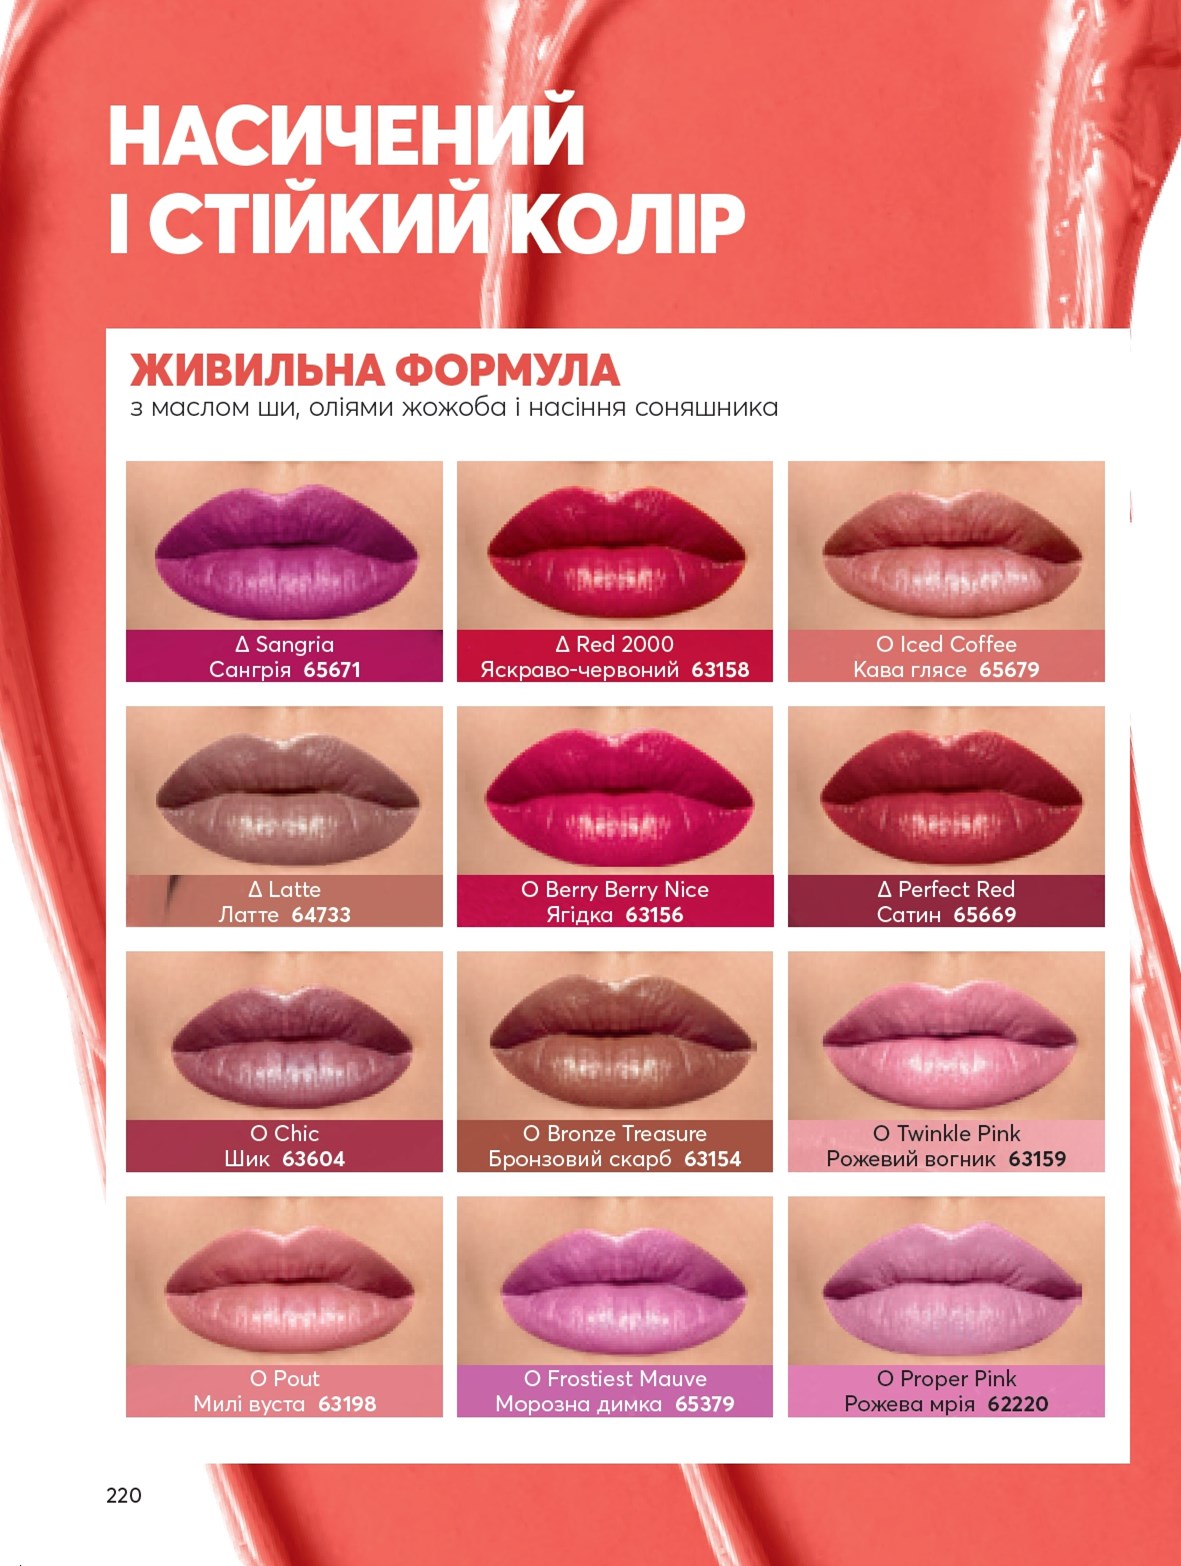 НАСИЧЕНИЙ
І СТІЙКИЙ КОЛІР
ЖИВИЛЬНА ФОРМУЛА
з маслом ши, оліями жожоба і насіння соняшника
Δ Sangria
Сангрія 65671
Δ Red 2000
Яскраво-червоний 63158
O Iced Coffee
Кава глясе 65679
Δ Latte
Латте 64733
O Berry Berry Nice
Ягідка 63156
Δ Perfect Red
Сатин 65669
O Chic
Шик 63604
O Bronze Treasure
Бронзовий скарб 63154
O Twinkle Pink
Рожевий вогник 63159
O Pout
Милі вуста 63198
O Frostiest Mauve
Морозна димка 65379
O Proper Pink
Рожева мрія 62220
220